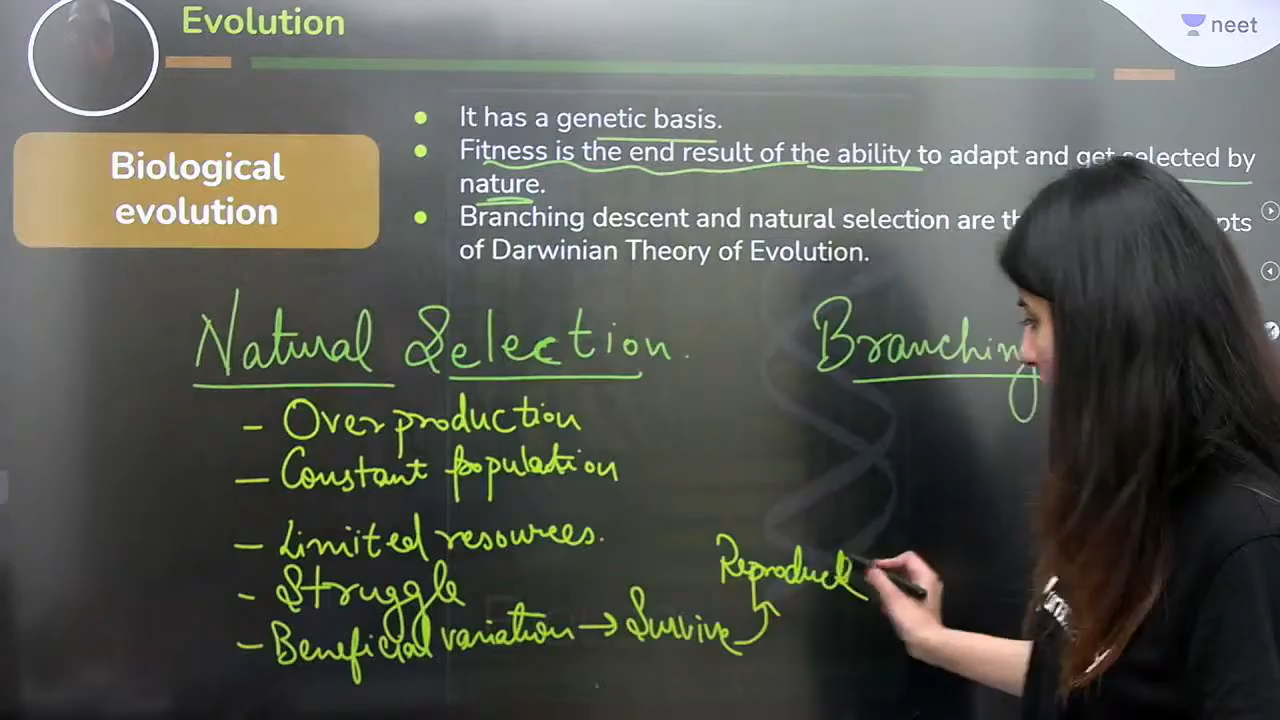 Evolution
neet
Biological
evolution
It has a genetic basis.
Fitness is the end result of the ability to adapt and get selected by
nature.
Branching descent and natural selection are
of Darwinian Theory of Evolution.
Natural Selection.
Branching
- Overproduction
- Constant population
- Limited resources.
- Struggle
- Beneficial variation → Survive
Reproduce